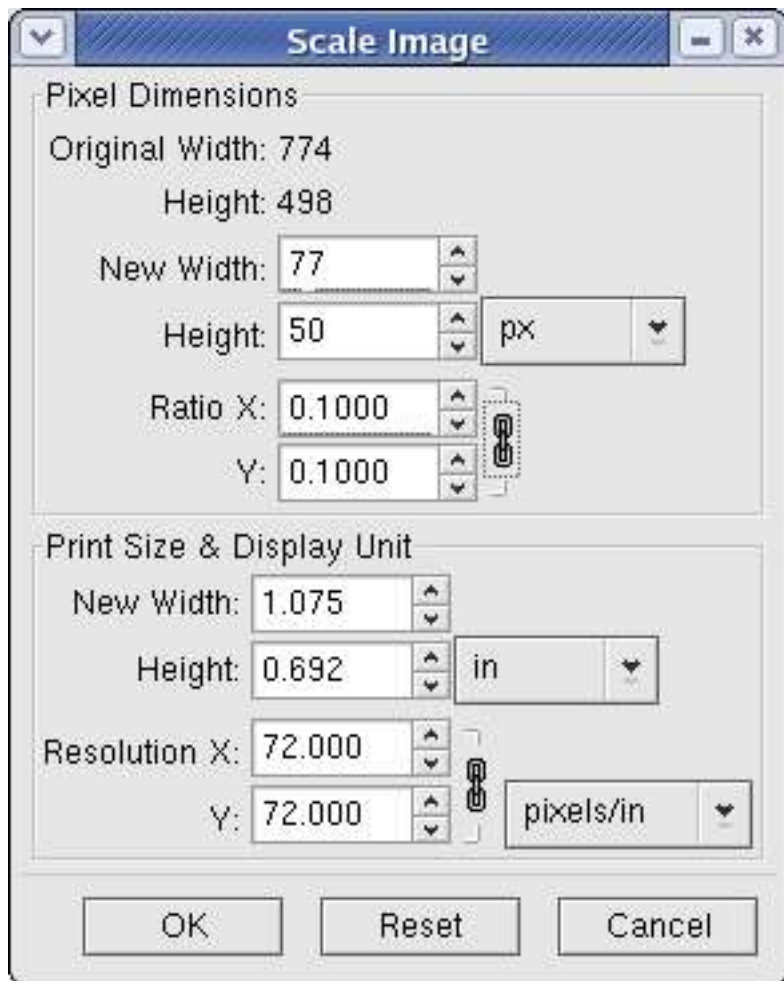 Scale Image
Pixel Dimensions
Original Width: 774
Height: 498
New Width: 77
Height: 50 px
Ratio X: 0.1000
Y: 0.1000
Print Size & Display Unit
New Width: 1.075
Height: 0.692 in
Resolution X: 72.000
Y: 72.000 pixels/in
OK Reset Cancel